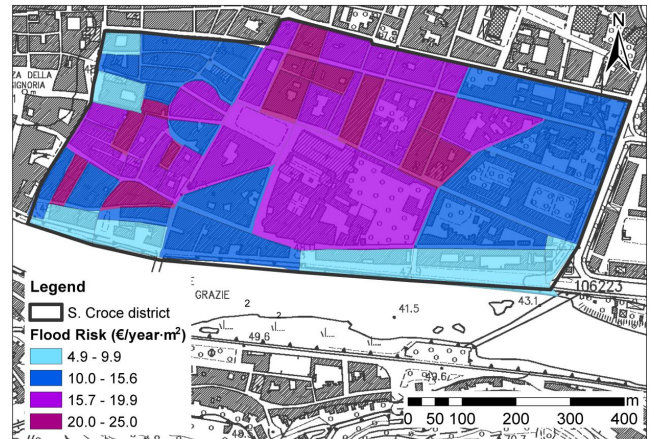 N
ZA DELLA
IGNORIA
106223
E
GRAZIE
2
2
41.5
43.1
49.6
Legend
S. Croce district
Flood Risk (€/year·m²)
4.9 - 9.9
10.0 - 15.6
15.7 - 19.9
20.0 - 25.0
m
0 50 100 200 300 400